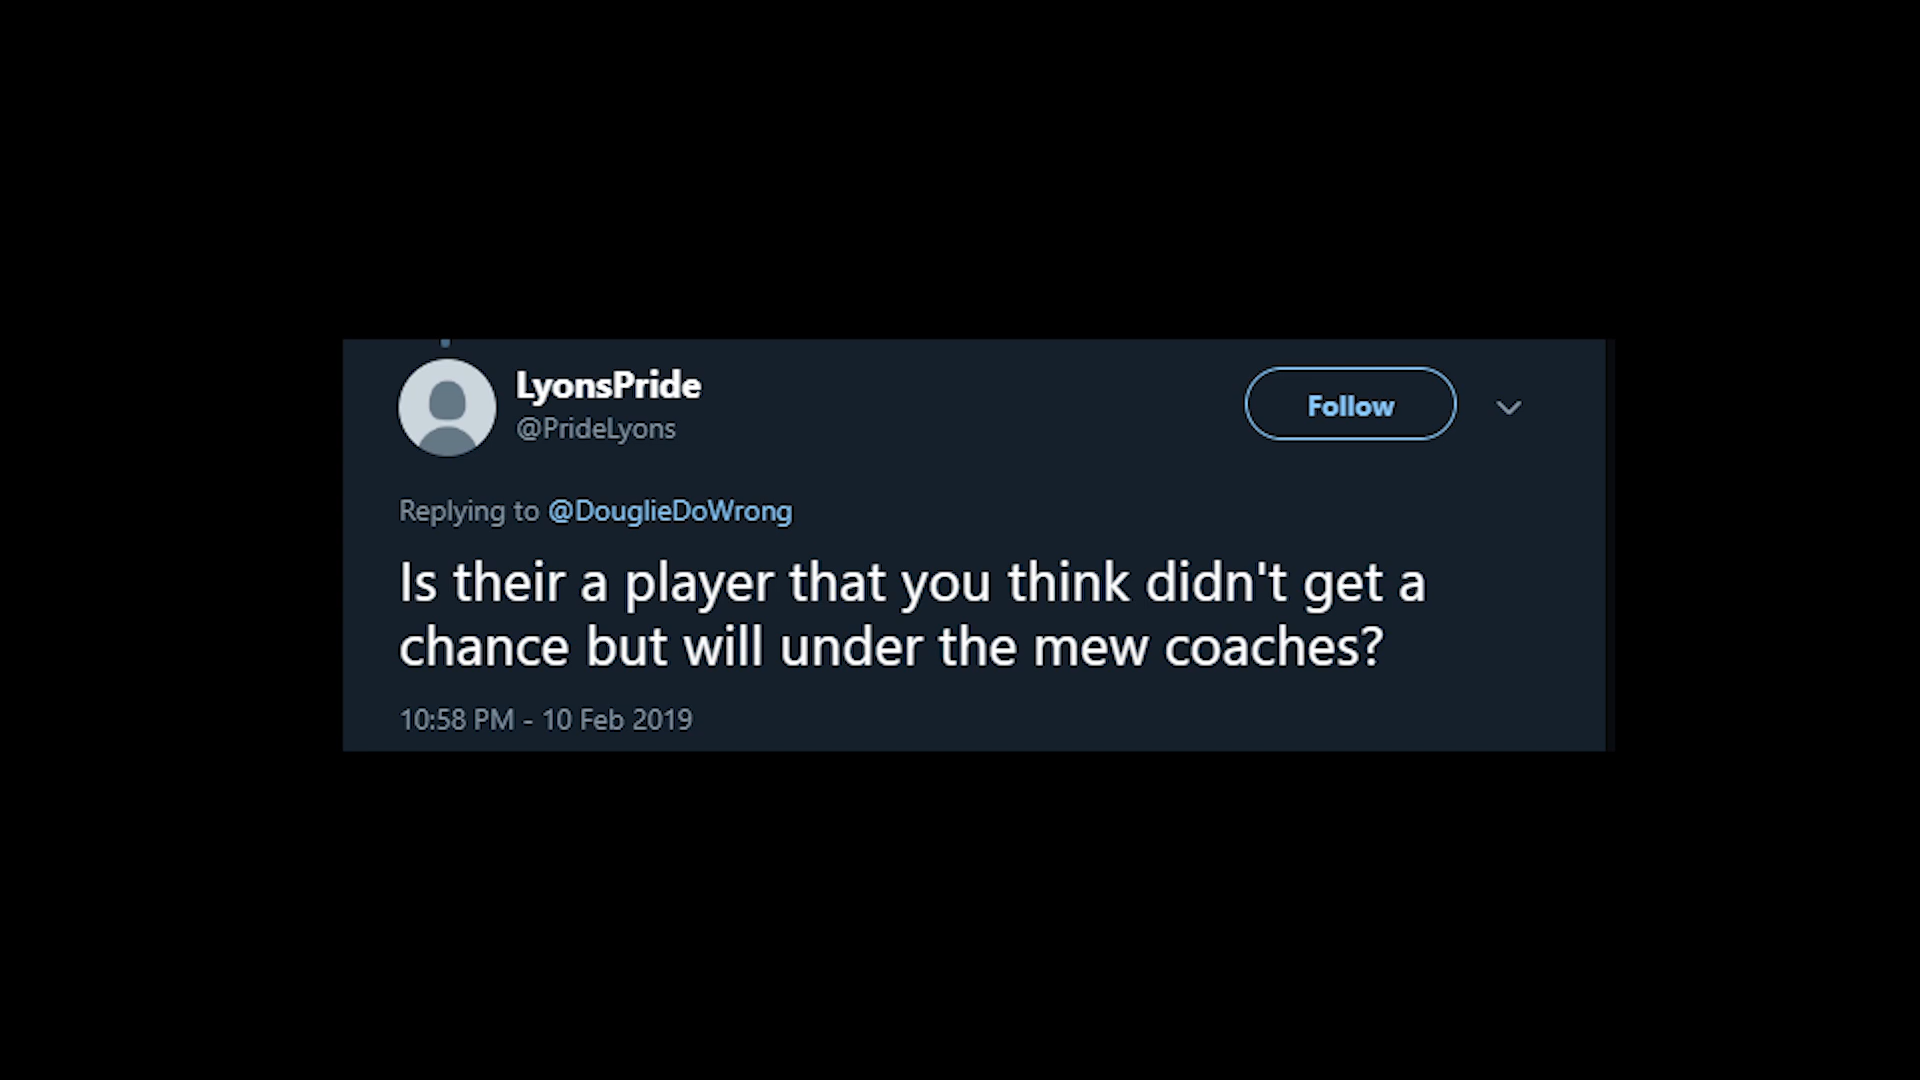 LyonsPride
@PrideLyons
Follow
Replying to @DouglieDoWrong
Is their a player that you think didn't get a
chance but will under the mew coaches?
10:58 PM - 10 Feb 2019